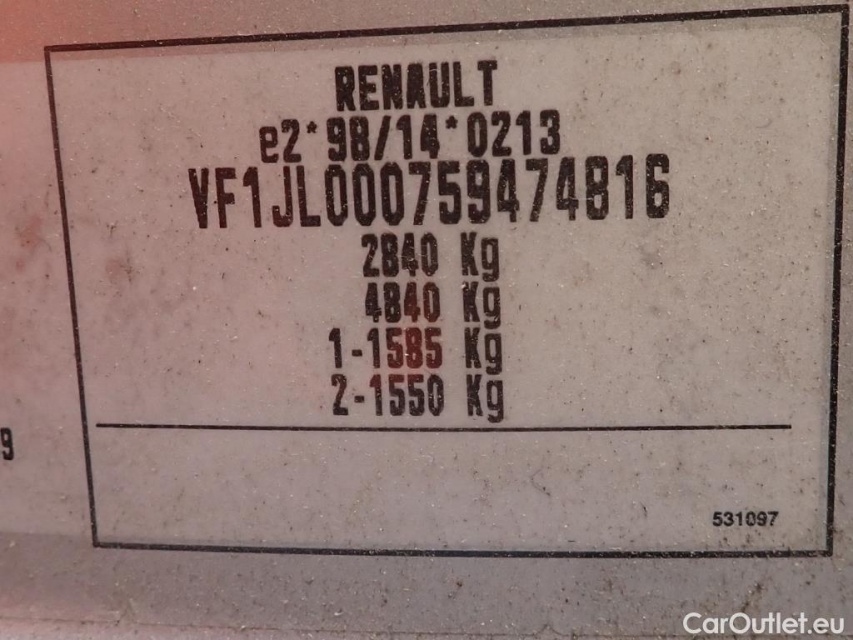 RENAULT
e2*98/14*0213
VF1JL000759474816
2840 Kg
4840 Kg
1-1585 Kg
2-1550 Kg
9
531097
CarOutlet.eu